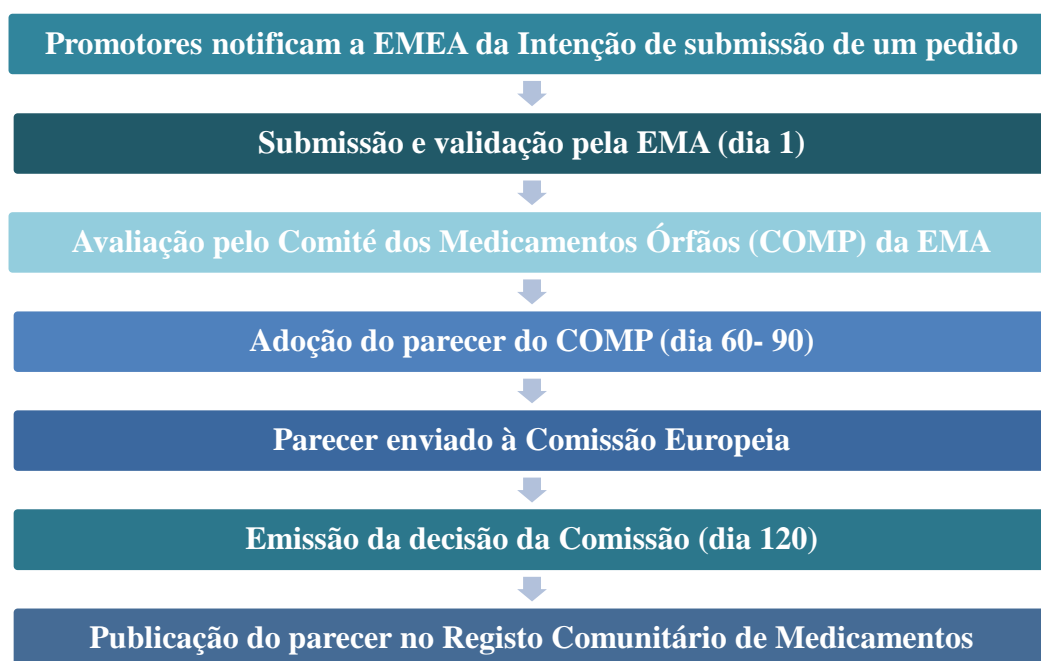 Promotores notificam a EMEA da Intenção de submissão de um pedido
Submissão e validação pela EMA (dia 1)
Avaliação pelo Comité dos Medicamentos Órfãos (COMP) da EMA
Adoção do parecer do COMP (dia 60- 90)
Parecer enviado à Comissão Europeia
Emissão da decisão da Comissão (dia 120)
Publicação do parecer no Registo Comunitário de Medicamentos